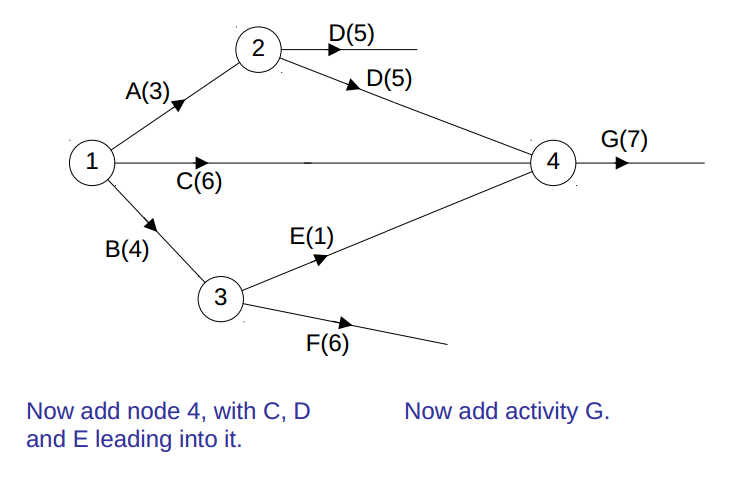 D(5)
2
D(5)
A(3)
G(7)
1
4
C(6)
E(1)
B(4)
3
F(6)
Now add node 4, with C, D
and E leading into it.
Now add activity G.